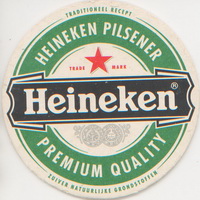 TRADITIONEEL RECEPT
HEINEKEN PILSENER
TRADE MARK
Heineken®
PREMIUM QUALITY
ZUIVER NATUURLIJKE GRONDSTOFFEN